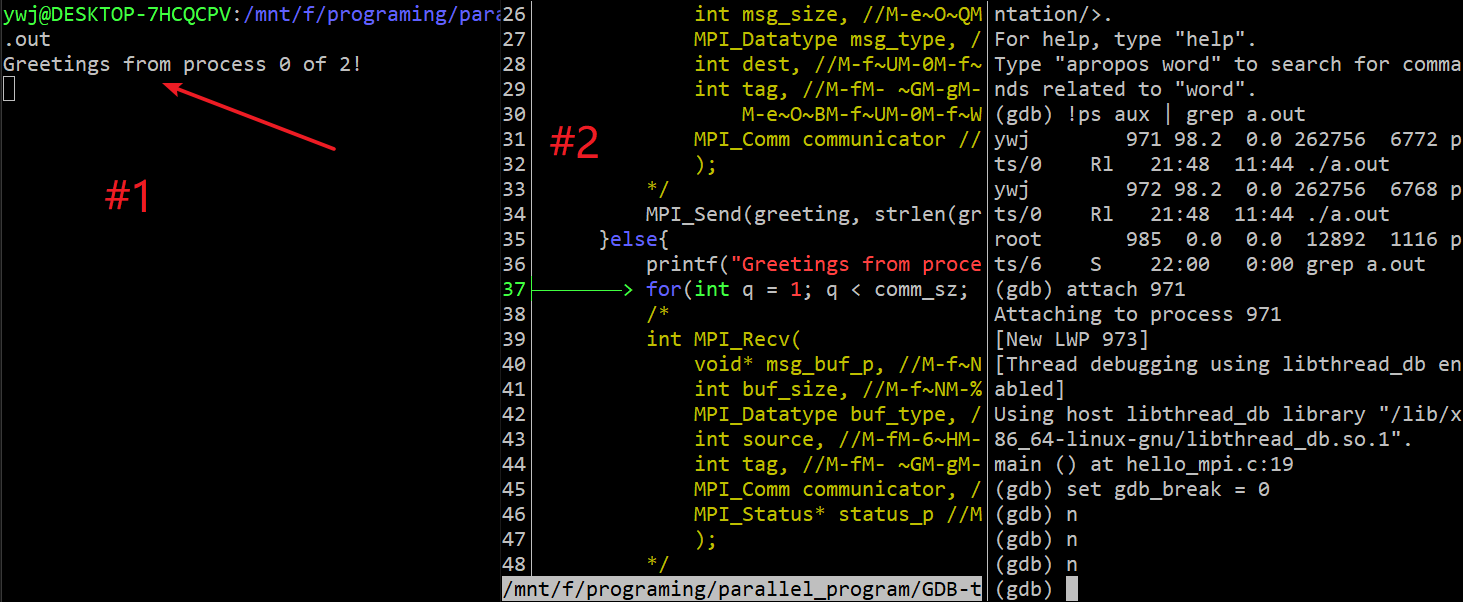 ywj@DESKTOP-7HCQCPV:/mnt/f/programing/para
.out
Greetings from process 0 of 2!
#1
26 int msg_size, //M-e~O~QM
27 MPI_Datatype msg_type, /
28 int dest, //M-f~UM-0M-f~
29 int tag, //M-fM- ~GM-gM-
30 M-e~O~BM-f~UM-0M-f~W
31 MPI_Comm communicator //
32 );
33 */
34 MPI_Send(greeting, strlen(gr
35 }else{
36 printf("Greetings from proce
37 for(int q = 1; q < comm_sz;
38 /*
39 int MPI_Recv(
40 void* msg_buf_p, //M-f~N
41 int buf_size, //M-f~NM-%
42 MPI_Datatype buf_type, /
43 int source, //M-fM-6~HM-
44 int tag, //M-fM- ~GM-gM-
45 MPI_Comm communicator, /
46 MPI_Status* status_p //M
47 );
48 */
#2
/mnt/f/programing/parallel_program/GDB-t
ntation/>.
For help, type "help".
Type "apropos word" to search for comma
nds related to "word".
(gdb) !ps aux | grep a.out
ywj 971 98.2 0.0 262756 6772 p
ts/0 Rl 21:48 11:44 ./a.out
ywj 972 98.2 0.0 262756 6768 p
ts/0 Rl 21:48 11:44 ./a.out
root 985 0.0 0.0 12892 1116 p
ts/6 S 22:00 0:00 grep a.out
(gdb) attach 971
Attaching to process 971
[New LWP 973]
[Thread debugging using libthread_db en
abled]
Using host libthread_db library "/lib/x
86_64-linux-gnu/libthread_db.so.1".
main () at hello_mpi.c:19
(gdb) set gdb_break = 0
(gdb) n
(gdb) n
(gdb) n
(gdb)